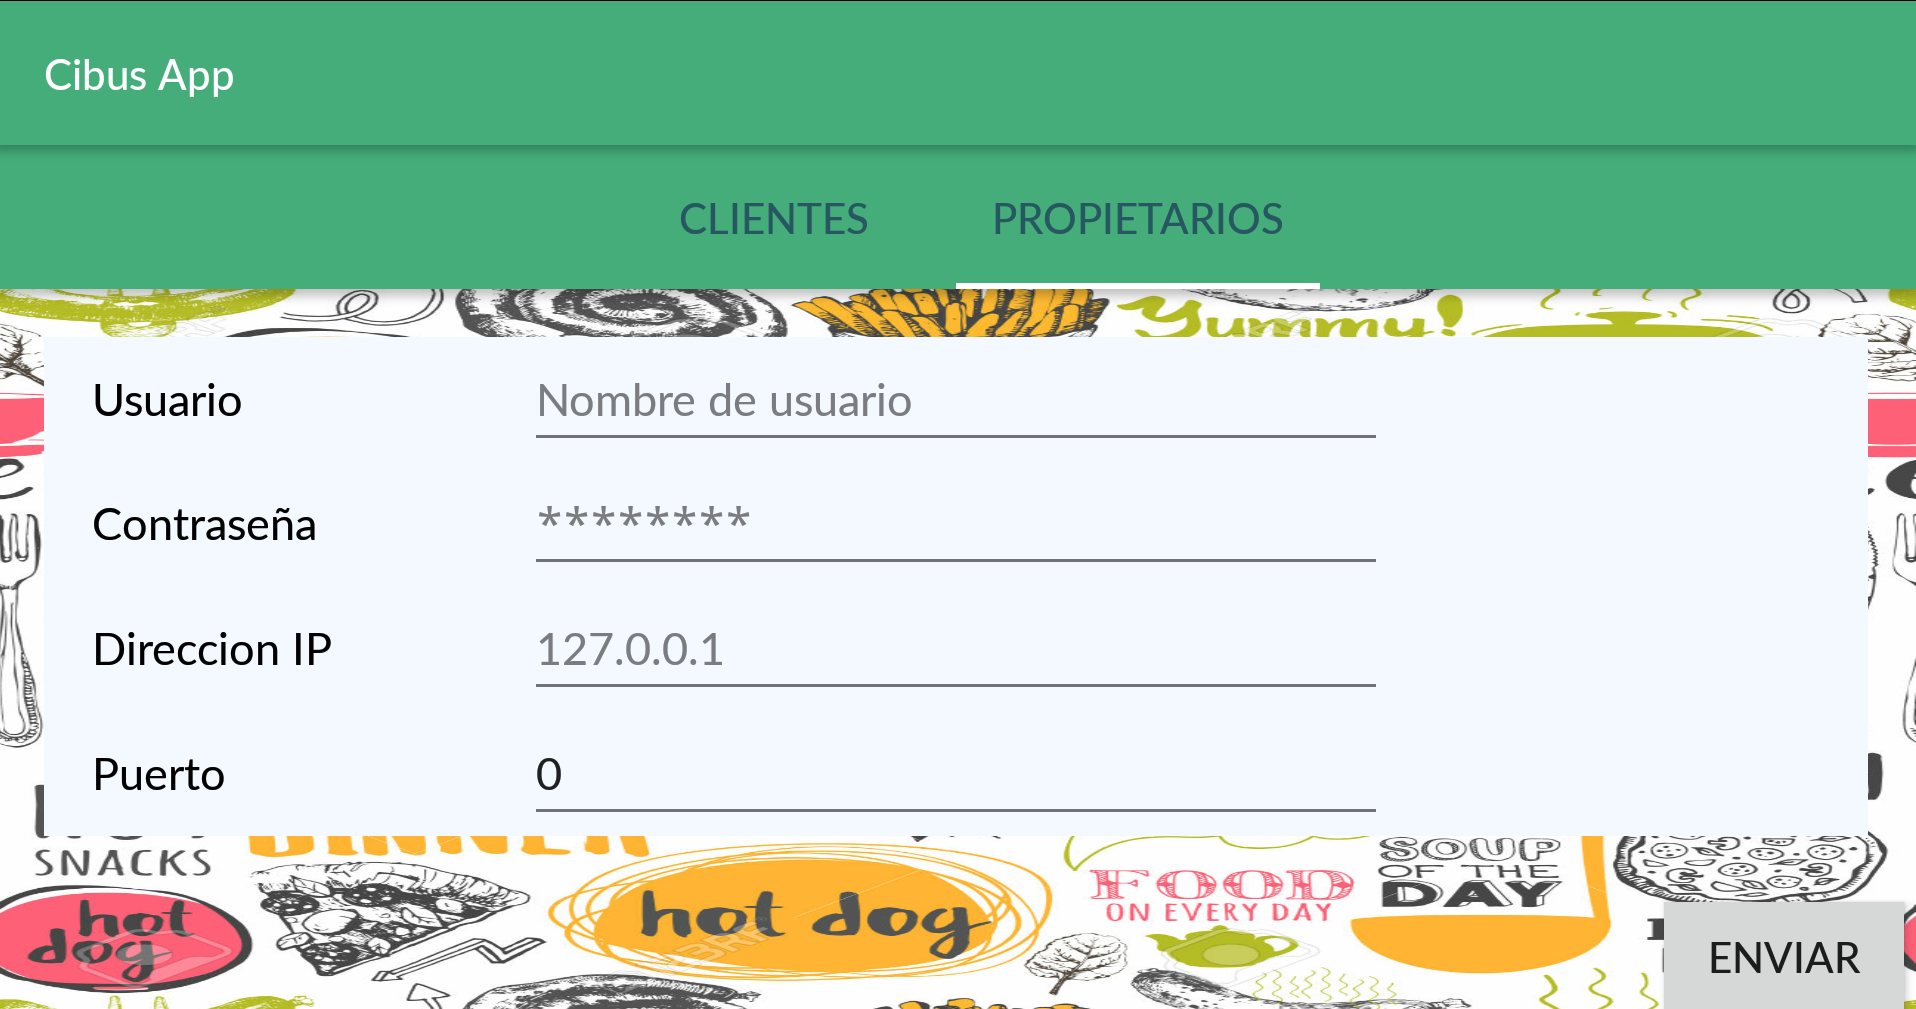 Cibus App
CLIENTES PROPIETARIOS
Yummy!
Usuario Nombre de usuario
Contraseña ********
Direccion IP 127.0.0.1
Puerto 0
SNACKS
DINNER
hot dog
hot dog
FOOD
ON EVERY DAY
SOUP
OF THE
DAY
ENVIAR